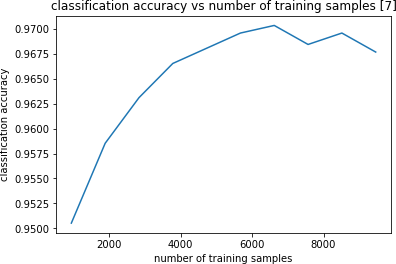 classification accuracy vs number of training samples [7]
classification accuracy
0.9700
0.9675
0.9650
0.9625
0.9600
0.9575
0.9550
0.9525
0.9500
2000 4000 6000 8000
number of training samples